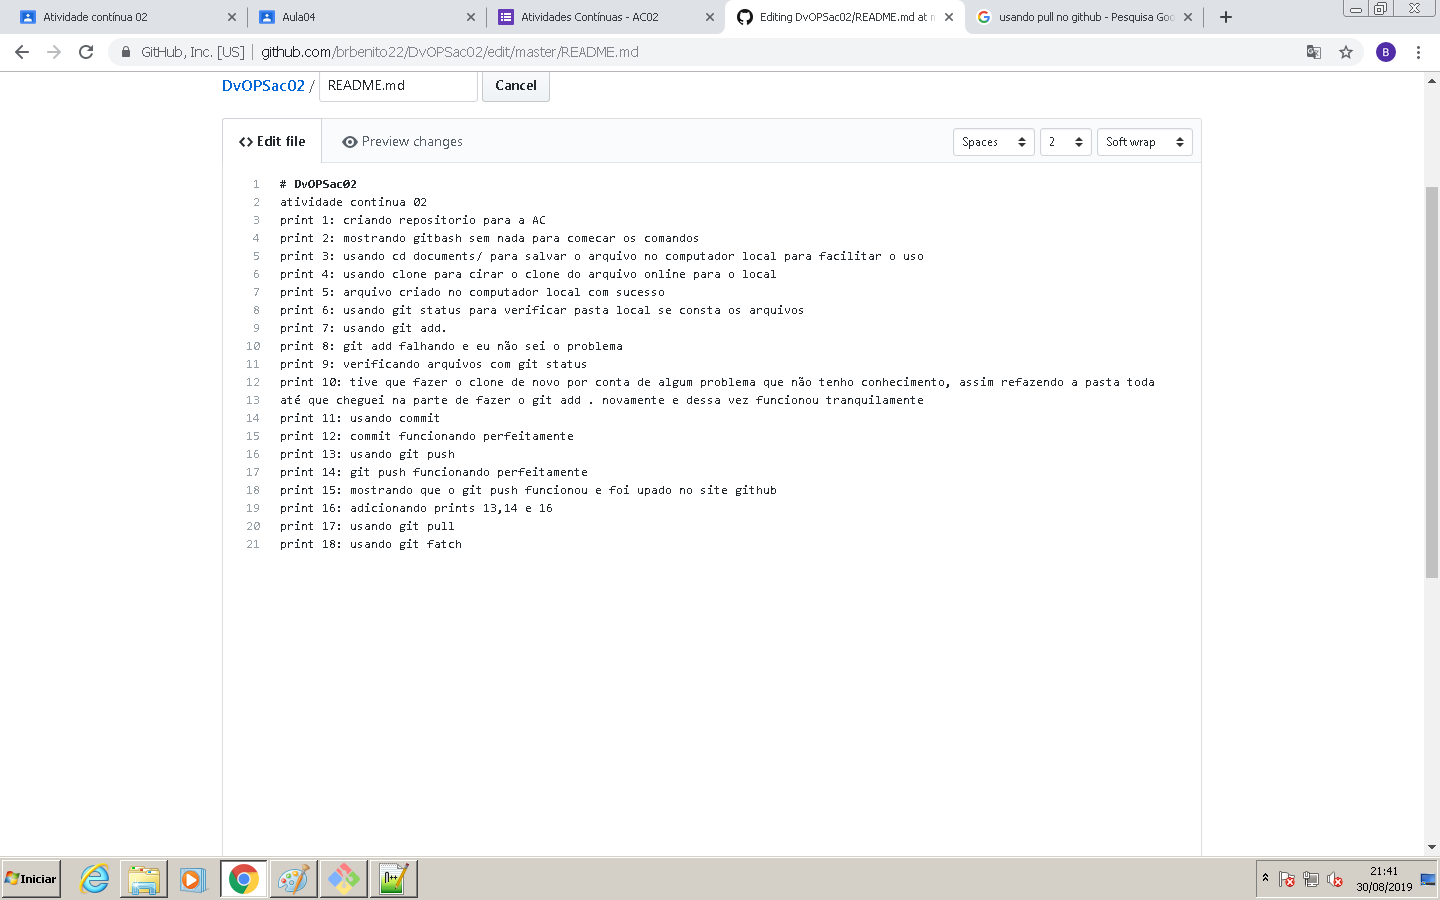 Atividade contínua 02
Aula04
Atividades Contínuas - AC02
Editing DvOPSac02/README.md at m
usando pull no github - Pesquisa Goo
GitHub, Inc. [US] | github.com/brbenito22/DvOPSac02/edit/master/README.md
B
DvOPSac02 / README.md Cancel
<> Edit file Preview changes Spaces 2 Soft wrap
1 # DvOPSac02
2 atividade continua 02
3 print 1: criando repositorio para a AC
4 print 2: mostrando gitbash sem nada para comecar os comandos
5 print 3: usando cd documents/ para salvar o arquivo no computador local para facilitar o uso
6 print 4: usando clone para cirar o clone do arquivo online para o local
7 print 5: arquivo criado no computador local com sucesso
8 print 6: usando git status para verificar pasta local se consta os arquivos
9 print 7: usando git add.
10 print 8: git add falhando e eu não sei o problema
11 print 9: verificando arquivos com git status
12 print 10: tive que fazer o clone de novo por conta de algum problema que não tenho conhecimento, assim refazendo a pasta toda
13 até que cheguei na parte de fazer o git add . novamente e dessa vez funcionou tranquilamente
14 print 11: usando commit
15 print 12: commit funcionando perfeitamente
16 print 13: usando git push
17 print 14: git push funcionando perfeitamente
18 print 15: mostrando que o git push funcionou e foi upado no site github
19 print 16: adicionando prints 13,14 e 16
20 print 17: usando git pull
21 print 18: usando git fatch
Iniciar
21:41
30/08/2019